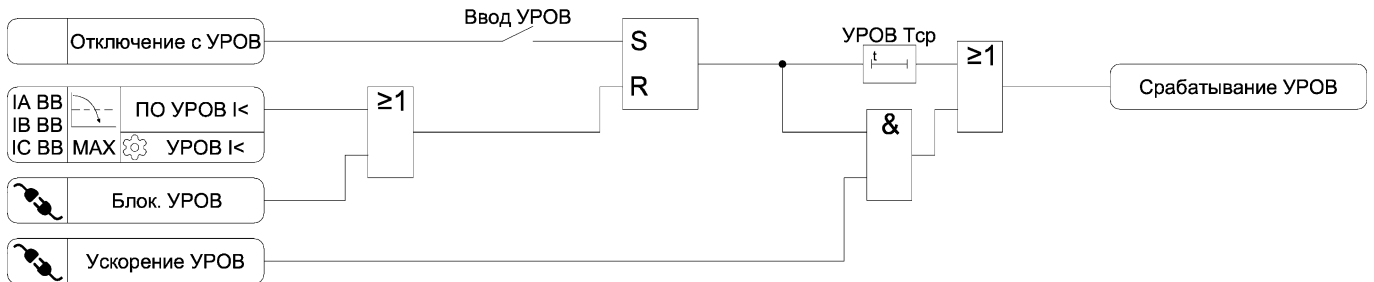 Ввод УРОВ
Отключение с УРОВ
S
R
УРОВ Тср
t
≥1
Срабатывание УРОВ
IA ВВ
IB ВВ
IC ВВ
MAX
ПО УРОВ I<
УРОВ I<
≥1
&
Блок. УРОВ
Ускорение УРОВ